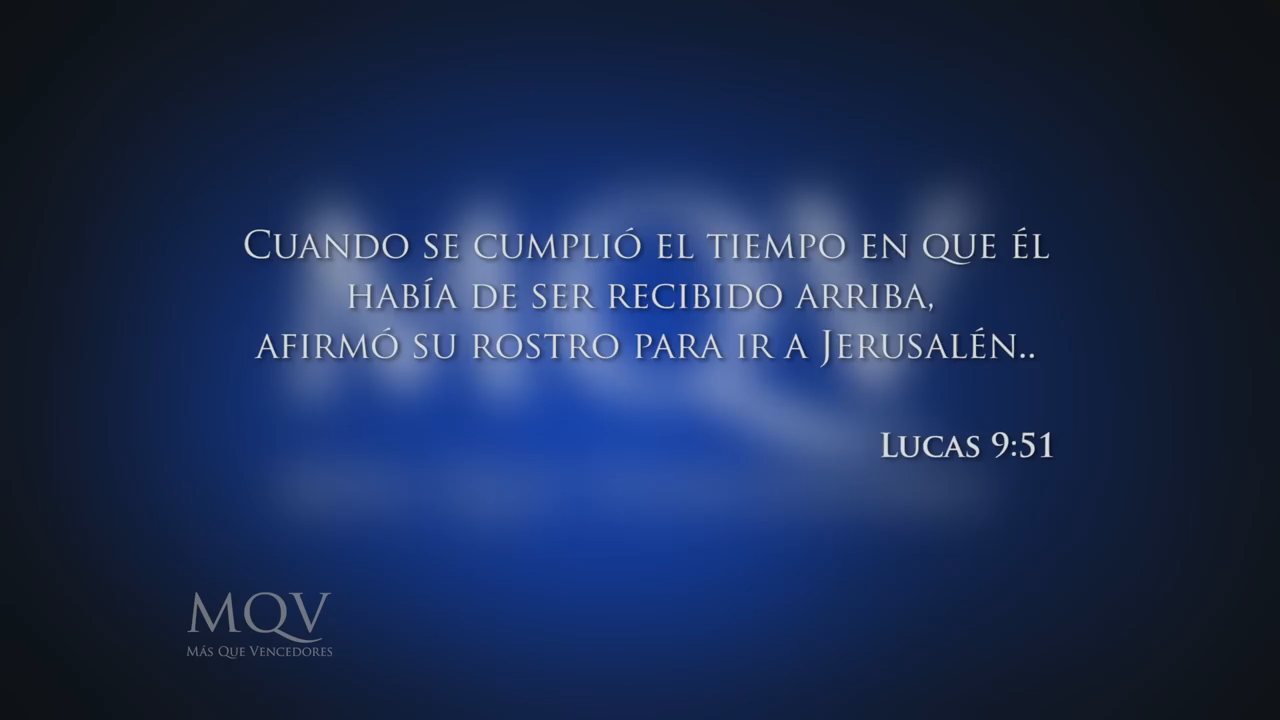 Cuando se cumplió el tiempo en que él
había de ser recibido arriba,
afirmó su rostro para ir a Jerusalén..
Lucas 9:51
MQV
Más Que Vencedores